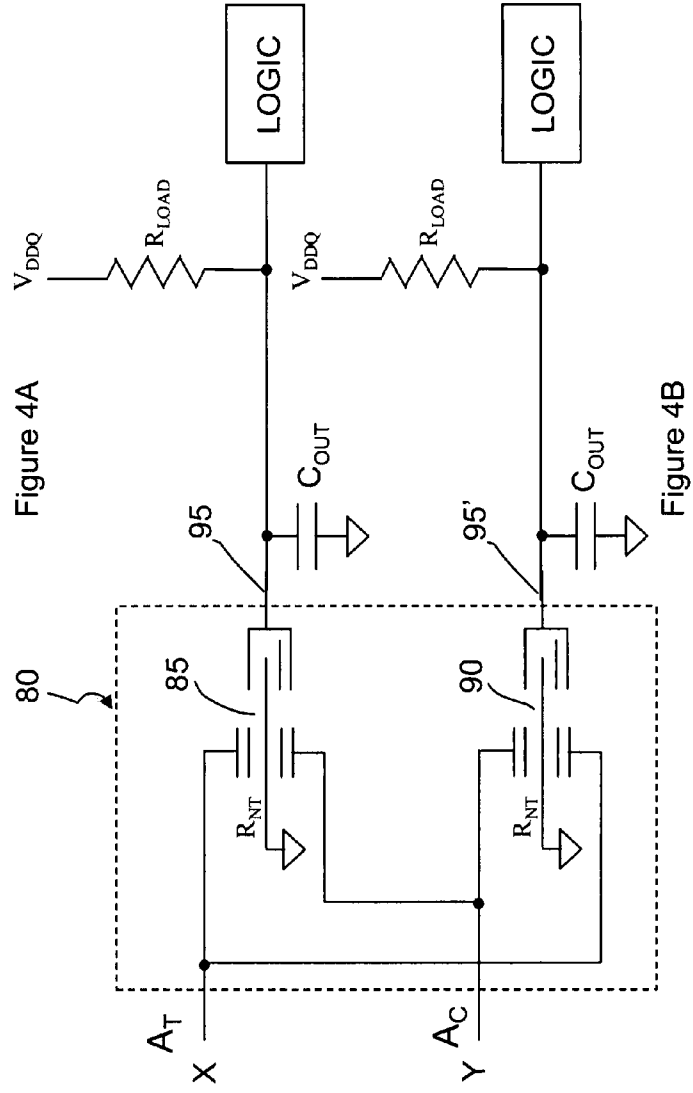 Figure 4A
V_DDQ
R_LOAD
LOGIC
80
95
85
C_OUT
R_NT
A_T
X
V_DDQ
R_LOAD
LOGIC
95'
90
C_OUT
R_NT
A_C
Y
Figure 4B